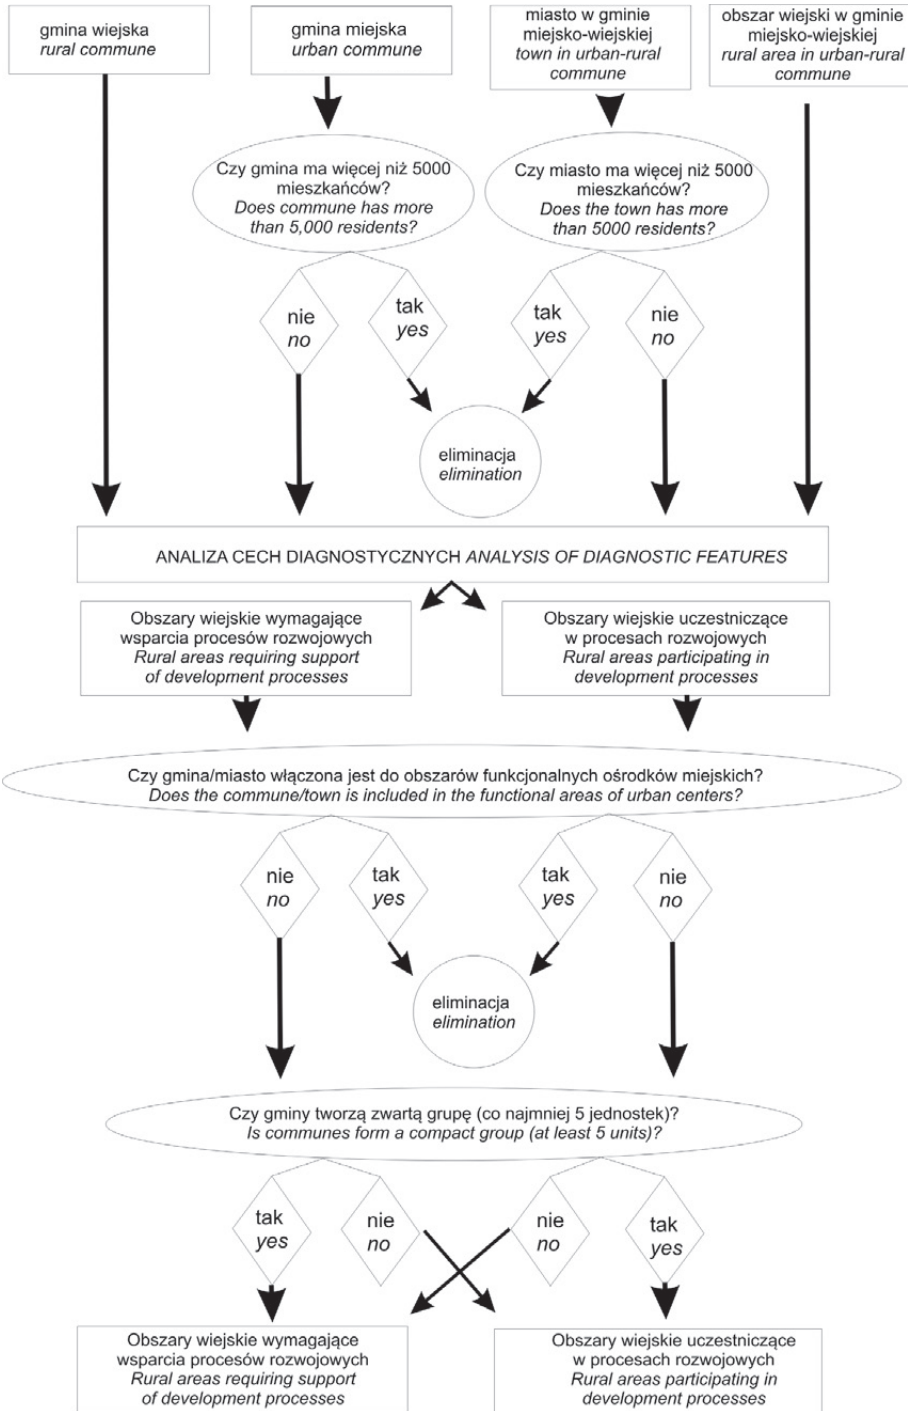 gmina wiejska
rural commune
gmina miejska
urban commune
miasto w gminie
miejsko-wiejskiej
town in urban-rural
commune
obszar wiejski w gminie
miejsko-wiejskiej
rural area in urban-rural
commune
Czy gmina ma więcej niż 5000
mieszkańców?
Does commune has more
than 5,000 residents?
Czy miasto ma więcej niż 5000
mieszkańców?
Does the town has more
than 5000 residents?
nie
no
tak
yes
tak
yes
nie
no
eliminacja
elimination
ANALIZA CECH DIAGNOSTYCZNYCH ANALYSIS OF DIAGNOSTIC FEATURES
Obszary wiejskie wymagające
wsparcia procesów rozwojowych
Rural areas requiring support
of development processes
Obszary wiejskie uczestniczące
w procesach rozwojowych
Rural areas participating in
development processes
Czy gmina/miasto włączona jest do obszarów funkcjonalnych ośrodków miejskich?
Does the commune/town is included in the functional areas of urban centers?
nie
no
tak
yes
tak
yes
nie
no
eliminacja
elimination
Czy gminy tworzą zwartą grupę (co najmniej 5 jednostek)?
Is communes form a compact group (at least 5 units)?
tak
yes
nie
no
nie
no
tak
yes
Obszary wiejskie wymagające
wsparcia procesów rozwojowych
Rural areas requiring support
of development processes
Obszary wiejskie uczestniczące
w procesach rozwojowych
Rural areas participating in
development processes